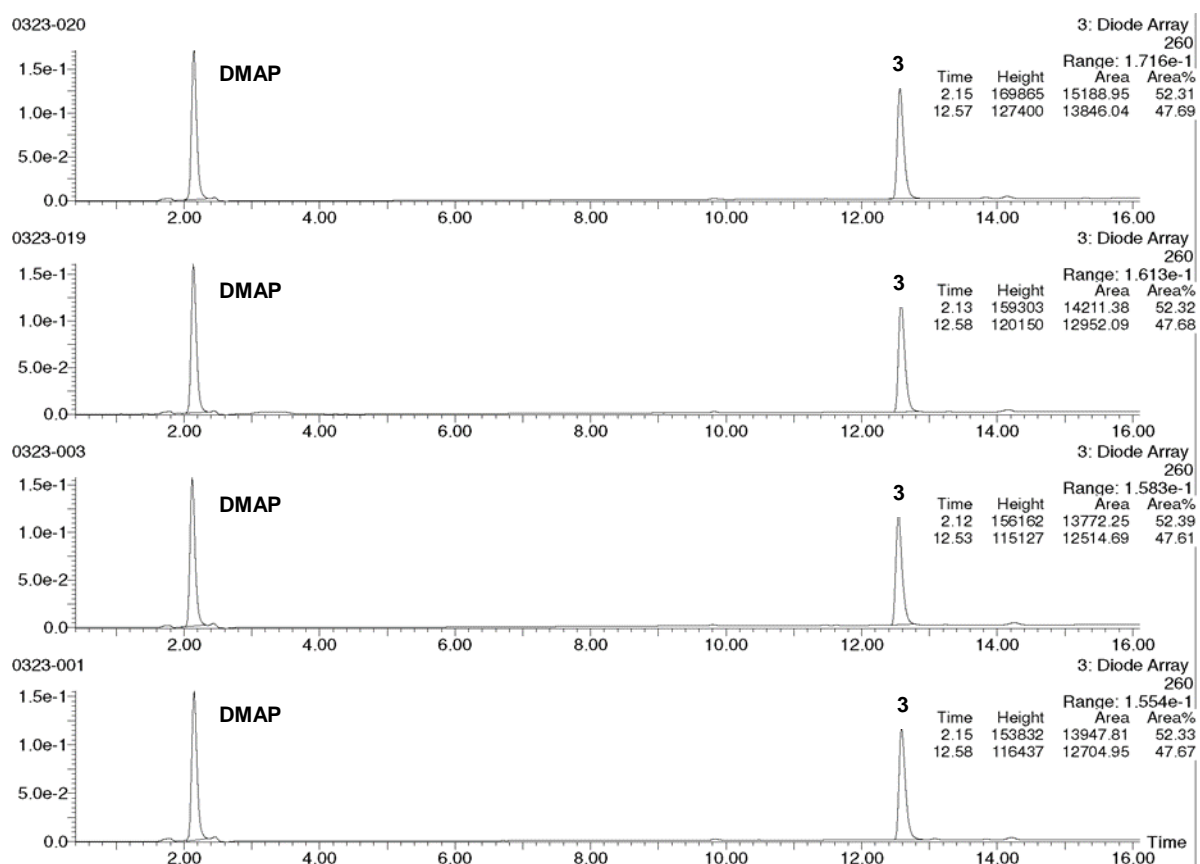 0323-020
3: Diode Array
260
Range: 1.716e-1
Time Height Area Area%
2.15 169865 15188.95 52.31
12.57 127400 13846.04 47.69
DMAP
3
1.5e-1
1.0e-1
5.0e-2
0.0
2.00 4.00 6.00 8.00 10.00 12.00 14.00 16.00
0323-019
3: Diode Array
260
Range: 1.613e-1
Time Height Area Area%
2.13 159303 14211.38 52.32
12.58 120150 12952.09 47.68
DMAP
3
1.5e-1
1.0e-1
5.0e-2
0.0
2.00 4.00 6.00 8.00 10.00 12.00 14.00 16.00
0323-003
3: Diode Array
260
Range: 1.583e-1
Time Height Area Area%
2.12 156162 13772.25 52.39
12.53 115127 12514.69 47.61
DMAP
3
1.5e-1
1.0e-1
5.0e-2
0.0
2.00 4.00 6.00 8.00 10.00 12.00 14.00 16.00
0323-001
3: Diode Array
260
Range: 1.554e-1
Time Height Area Area%
2.15 153832 13947.81 52.33
12.58 116437 12704.95 47.67
DMAP
3
1.5e-1
1.0e-1
5.0e-2
0.0
Time
2.00 4.00 6.00 8.00 10.00 12.00 14.00 16.00